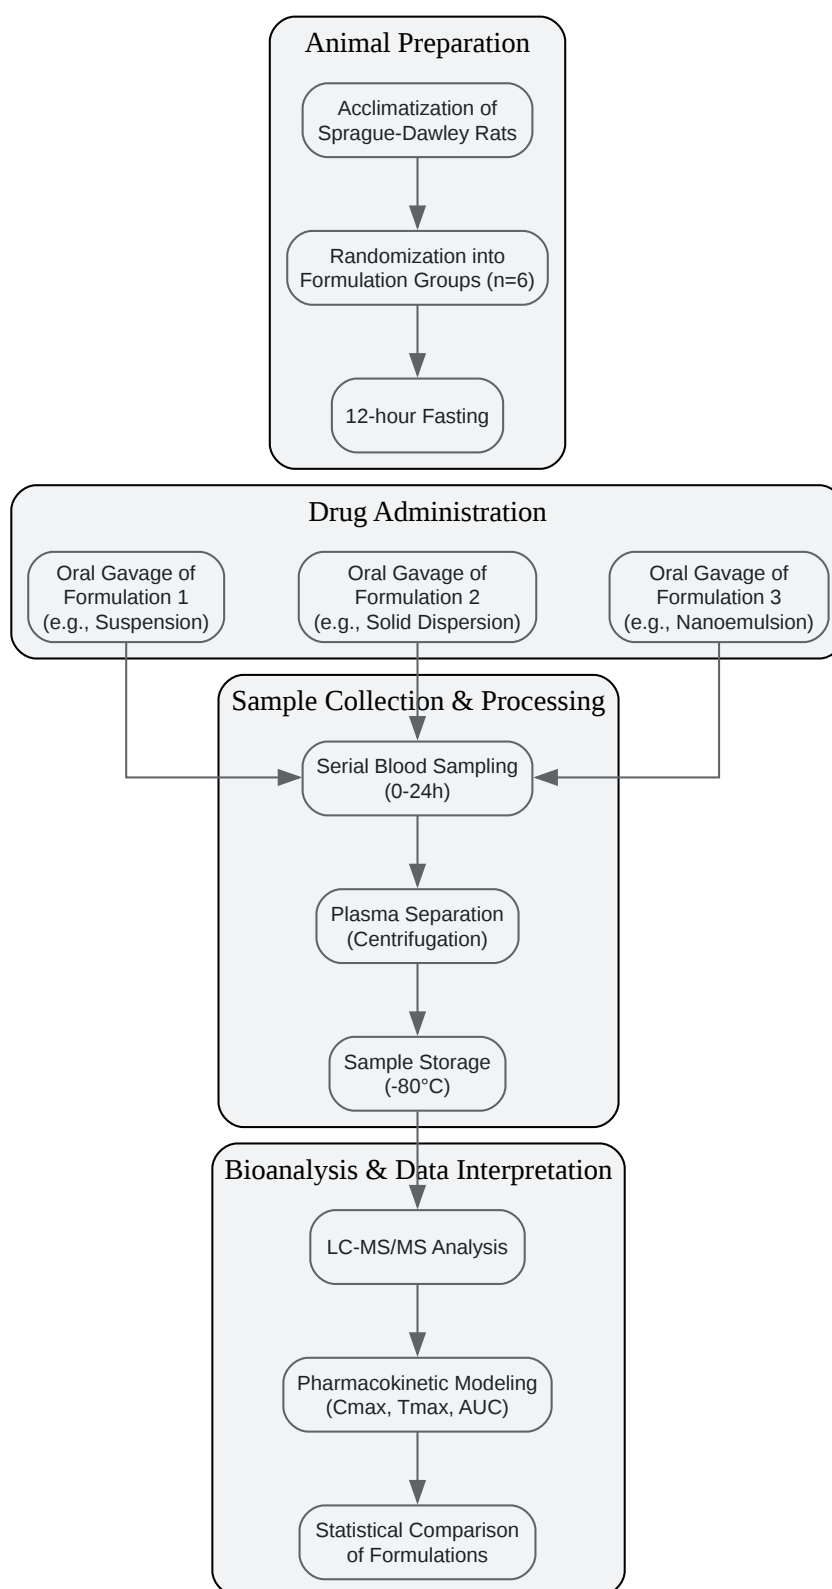 Animal Preparation
Acclimatization of
Sprague-Dawley Rats
Randomization into
Formulation Groups (n=6)
12-hour Fasting
Drug Administration
Oral Gavage of
Formulation 1
(e.g., Suspension)
Oral Gavage of
Formulation 2
(e.g., Solid Dispersion)
Oral Gavage of
Formulation 3
(e.g., Nanoemulsion)
Sample Collection & Processing
Serial Blood Sampling
(0-24h)
Plasma Separation
(Centrifugation)
Sample Storage
(-80°C)
Bioanalysis & Data Interpretation
LC-MS/MS Analysis
Pharmacokinetic Modeling
(Cmax, Tmax, AUC)
Statistical Comparison
of Formulations